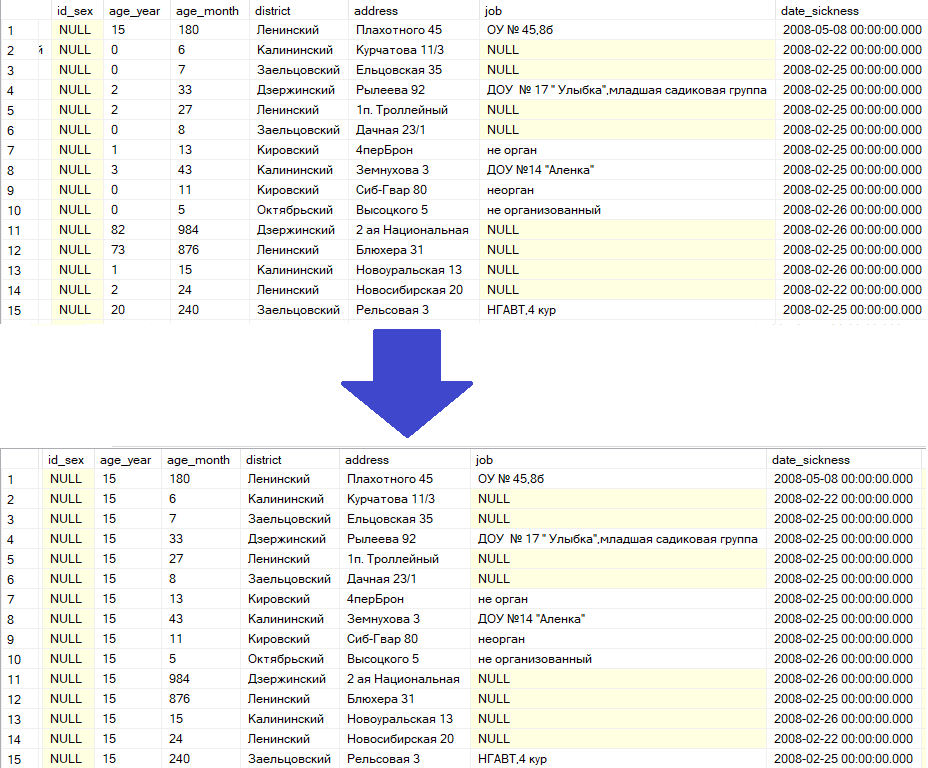 id_sex age_year age_month district address job date_sickness
1 NULL 15 180 Ленинский Плахотного 45 ОУ № 45,8б 2008-05-08 00:00:00.000
2 й NULL 0 6 Калининский Курчатова 11/3 NULL 2008-02-22 00:00:00.000
3 NULL 0 7 Заельцовский Ельцовская 35 NULL 2008-02-25 00:00:00.000
4 NULL 2 33 Дзержинский Рылеева 92 ДОУ № 17 " Улыбка",младшая садиковая группа 2008-02-25 00:00:00.000
5 NULL 2 27 Ленинский 1п. Троллейный NULL 2008-02-25 00:00:00.000
6 NULL 0 8 Заельцовский Дачная 23/1 NULL 2008-02-25 00:00:00.000
7 NULL 1 13 Кировский 4перБрон не орган 2008-02-25 00:00:00.000
8 NULL 3 43 Калининский Земнухова 3 ДОУ №14 "Аленка" 2008-02-25 00:00:00.000
9 NULL 0 11 Кировский Сиб-Гвар 80 неорган 2008-02-25 00:00:00.000
10 NULL 0 5 Октябрьский Высоцкого 5 не организованный 2008-02-26 00:00:00.000
11 NULL 82 984 Дзержинский 2 ая Национальная NULL 2008-02-26 00:00:00.000
12 NULL 73 876 Ленинский Блюхера 31 NULL 2008-02-25 00:00:00.000
13 NULL 1 15 Калининский Новоуральская 13 NULL 2008-02-26 00:00:00.000
14 NULL 2 24 Ленинский Новосибирская 20 NULL 2008-02-22 00:00:00.000
15 NULL 20 240 Заельцовский Рельсовая 3 НГАВТ,4 кур 2008-02-25 00:00:00.000
id_sex age_year age_month district address job date_sickness
1 NULL 15 180 Ленинский Плахотного 45 ОУ № 45,8б 2008-05-08 00:00:00.000
2 NULL 15 6 Калининский Курчатова 11/3 NULL 2008-02-22 00:00:00.000
3 NULL 15 7 Заельцовский Ельцовская 35 NULL 2008-02-25 00:00:00.000
4 NULL 15 33 Дзержинский Рылеева 92 ДОУ № 17 " Улыбка",младшая садиковая группа 2008-02-25 00:00:00.000
5 NULL 15 27 Ленинский 1п. Троллейный NULL 2008-02-25 00:00:00.000
6 NULL 15 8 Заельцовский Дачная 23/1 NULL 2008-02-25 00:00:00.000
7 NULL 15 13 Кировский 4перБрон не орган 2008-02-25 00:00:00.000
8 NULL 15 43 Калининский Земнухова 3 ДОУ №14 "Аленка" 2008-02-25 00:00:00.000
9 NULL 15 11 Кировский Сиб-Гвар 80 неорган 2008-02-25 00:00:00.000
10 NULL 15 5 Октябрьский Высоцкого 5 не организованный 2008-02-26 00:00:00.000
11 NULL 15 984 Дзержинский 2 ая Национальная NULL 2008-02-26 00:00:00.000
12 NULL 15 876 Ленинский Блюхера 31 NULL 2008-02-25 00:00:00.000
13 NULL 15 15 Калининский Новоуральская 13 NULL 2008-02-26 00:00:00.000
14 NULL 15 24 Ленинский Новосибирская 20 NULL 2008-02-22 00:00:00.000
15 NULL 15 240 Заельцовский Рельсовая 3 НГАВТ,4 кур 2008-02-25 00:00:00.000